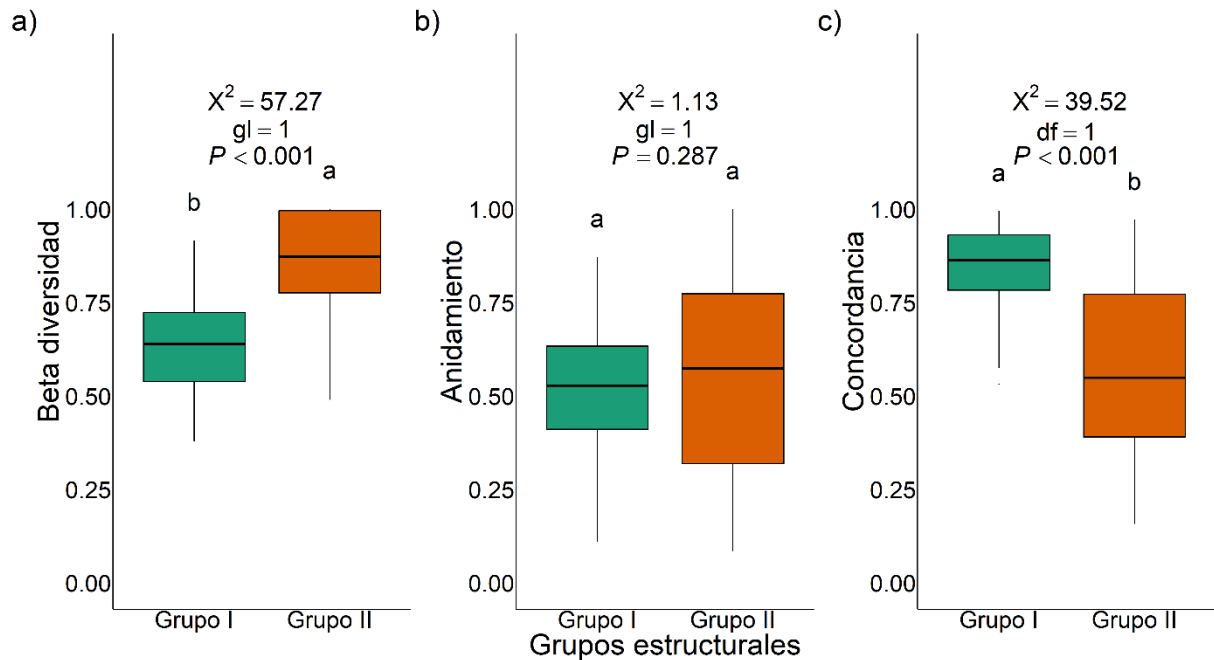 a)
X² = 57.27
gl = 1
P < 0.001
a
b
1.00
0.75
0.50
0.25
0.00
Beta diversidad
Grupo I
Grupo II
b)
X² = 1.13
gl = 1
P = 0.287
a
a
1.00
0.75
0.50
0.25
0.00
Anidamiento
Grupo I
Grupo II
c)
X² = 39.52
df = 1
P < 0.001
a
b
1.00
0.75
0.50
0.25
0.00
Concordancia
Grupo I
Grupo II
Grupos estructurales